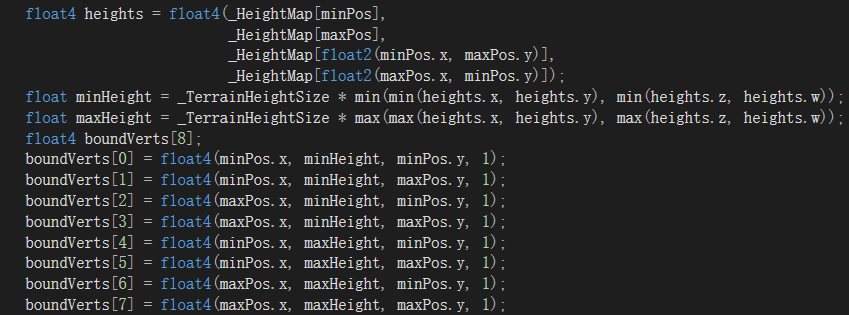 float4 heights = float4(_HeightMap[minPos],
_HeightMap[maxPos],
_HeightMap[float2(minPos.x, maxPos.y)],
_HeightMap[float2(maxPos.x, minPos.y)]);
float minHeight = _TerrainHeightSize * min(min(heights.x, heights.y), min(heights.z, heights.w));
float maxHeight = _TerrainHeightSize * max(max(heights.x, heights.y), max(heights.z, heights.w));
float4 boundVerts[8];
boundVerts[0] = float4(minPos.x, minHeight, minPos.y, 1);
boundVerts[1] = float4(minPos.x, minHeight, maxPos.y, 1);
boundVerts[2] = float4(maxPos.x, minHeight, minPos.y, 1);
boundVerts[3] = float4(maxPos.x, minHeight, maxPos.y, 1);
boundVerts[4] = float4(minPos.x, maxHeight, minPos.y, 1);
boundVerts[5] = float4(minPos.x, maxHeight, maxPos.y, 1);
boundVerts[6] = float4(maxPos.x, maxHeight, minPos.y, 1);
boundVerts[7] = float4(maxPos.x, maxHeight, maxPos.y, 1);